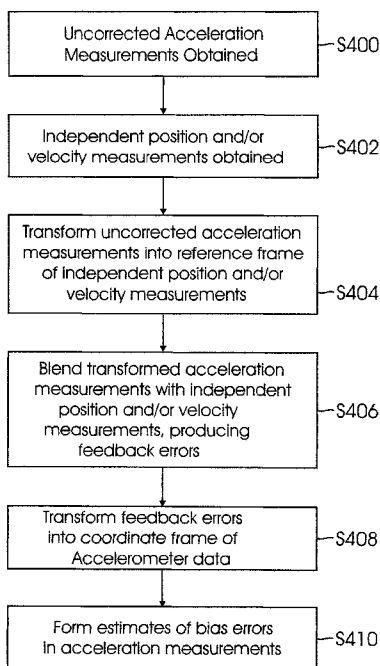 Uncorrected Acceleration
Measurements Obtained
S400
Independent position and/or
velocity measurements obtained
S402
Transform uncorrected acceleration
measurements into reference frame
of independent position and/or
velocity measurements
S404
Blend transformed acceleration
measurements with independent
position and/or velocity
measurements, producing
feedback errors
S406
Transform feedback errors
into coordinate frame of
Accelerometer data
S408
Form estimates of bias errors
in acceleration measurements
S410